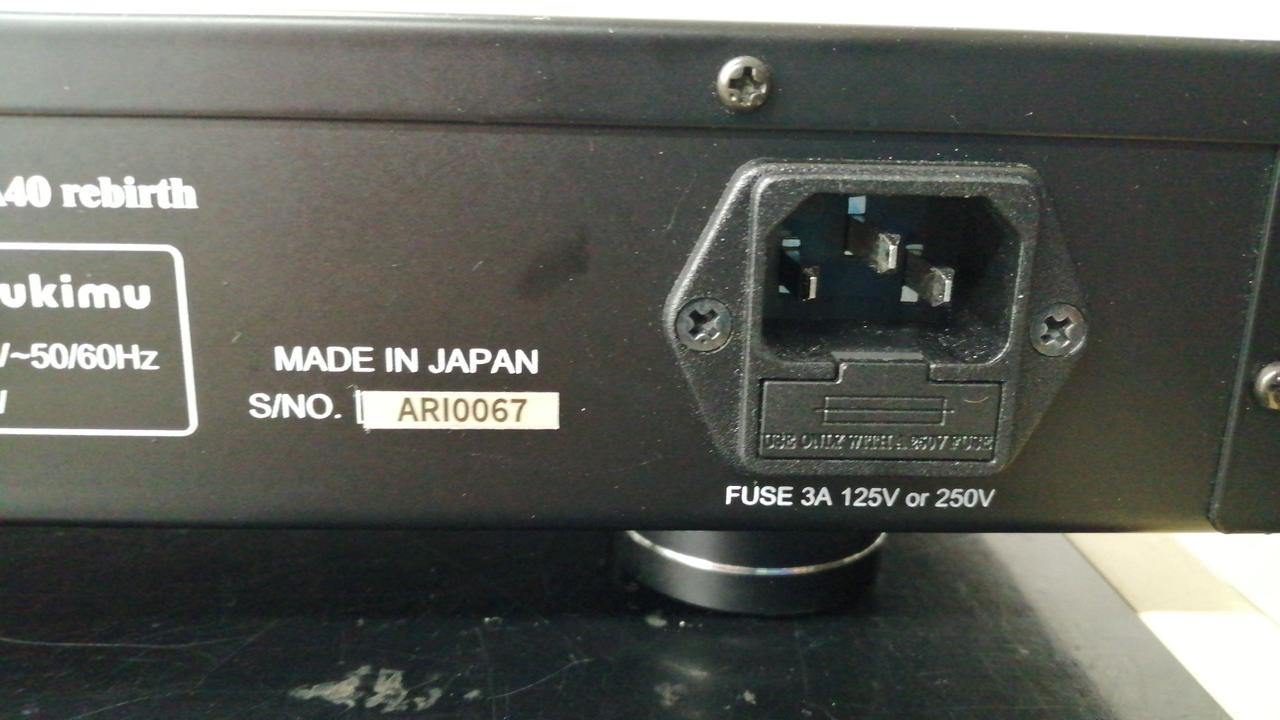 A40 rebirth
ukimu
/~50/60Hz
MADE IN JAPAN
S/NO. ARI0067
USE ONLY WITH A 250V FUSE
FUSE 3A 125V or 250V